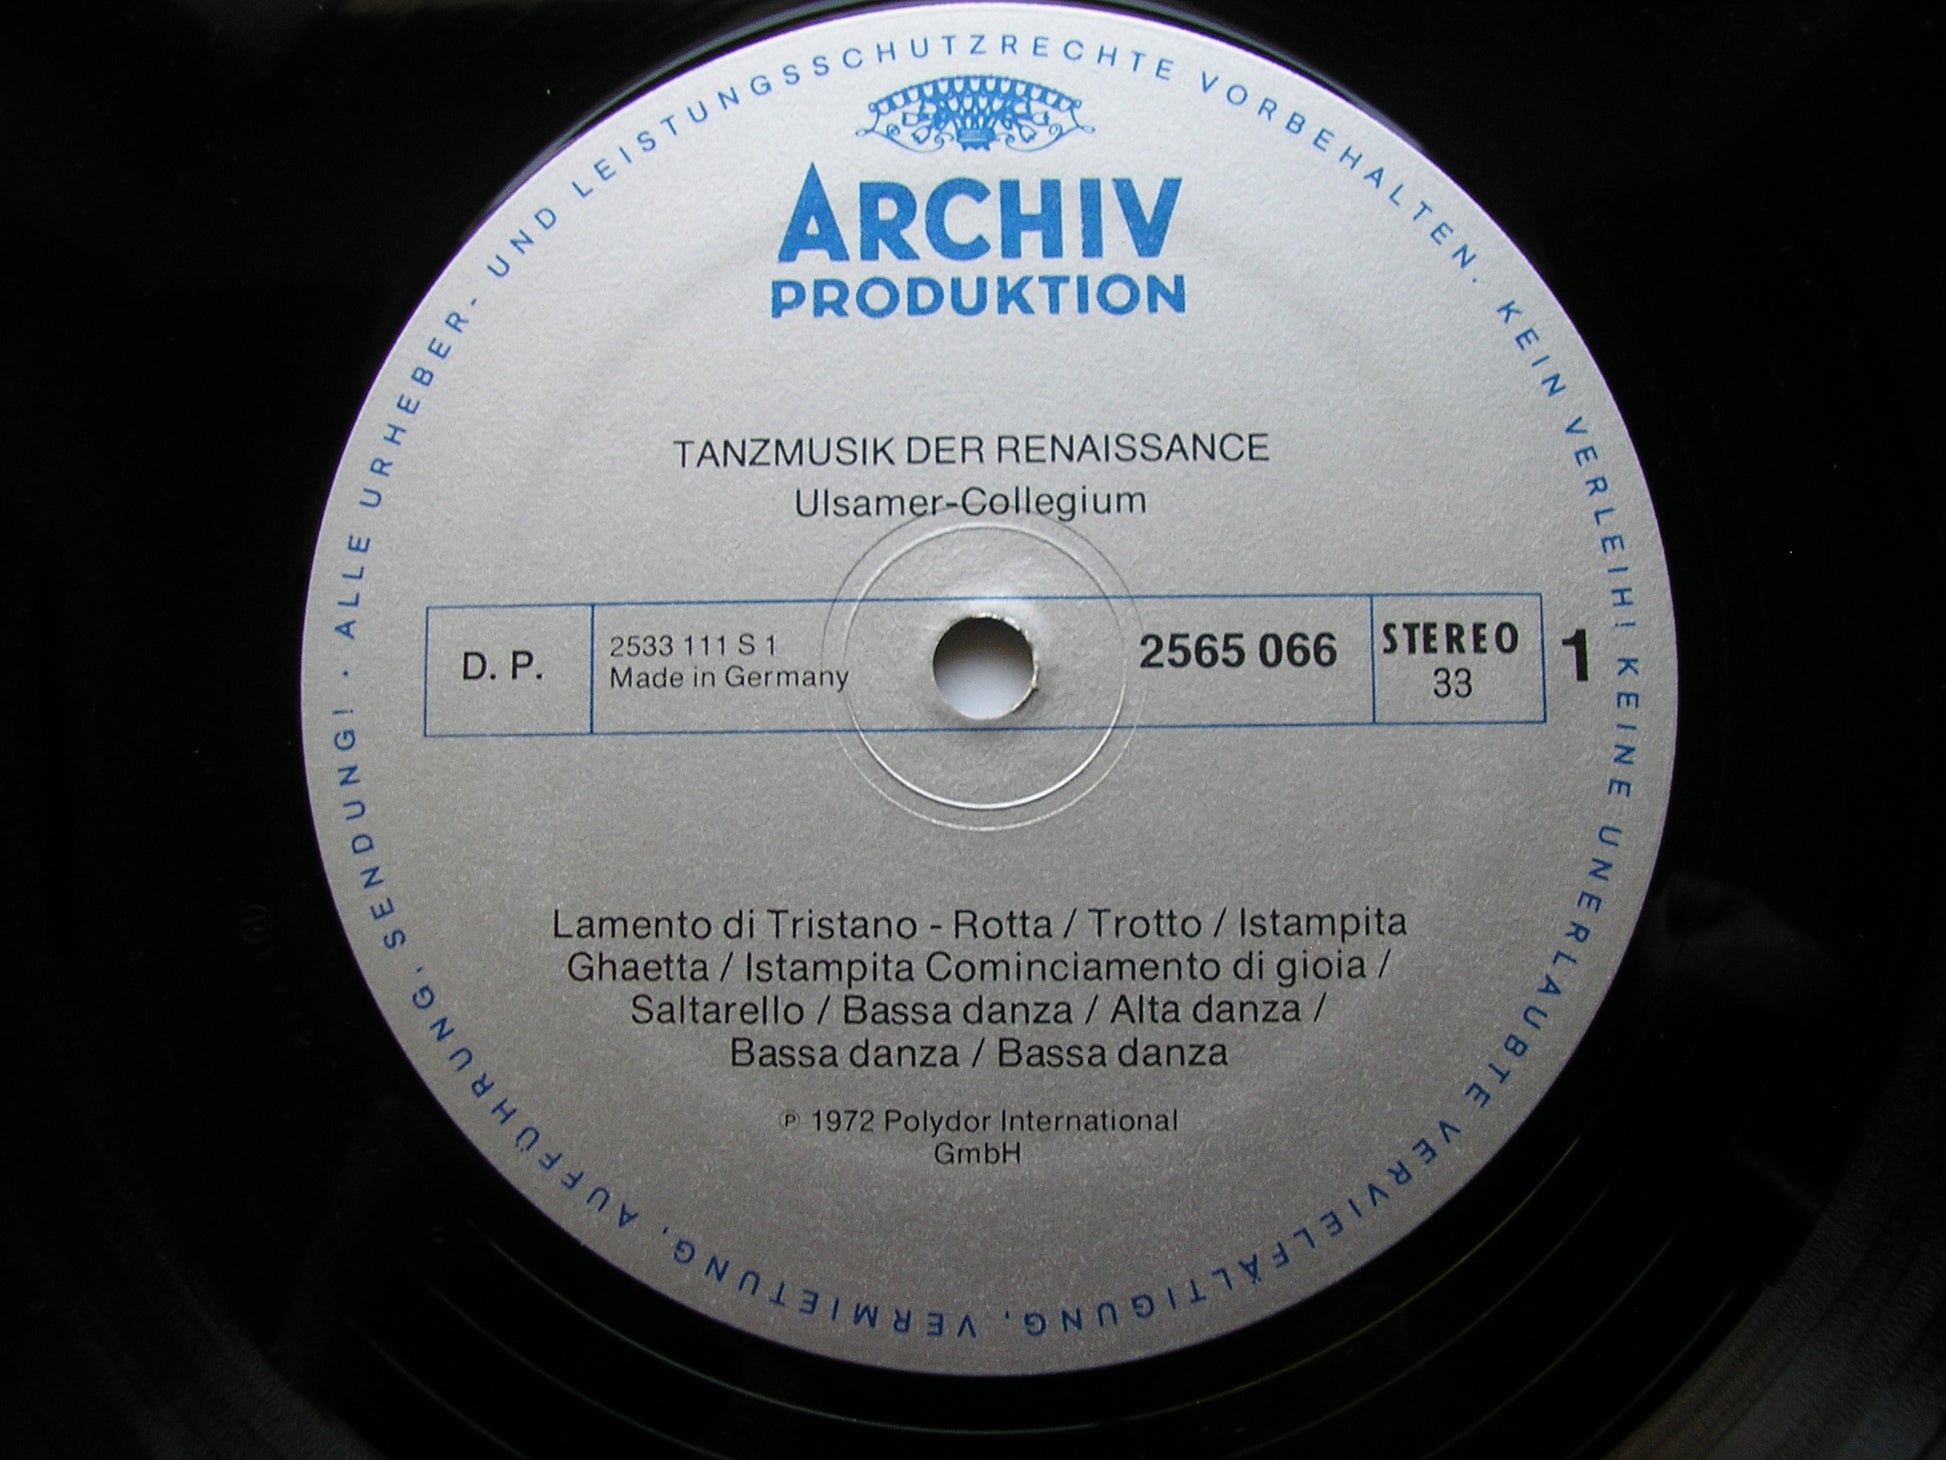 ALLE URHEBER- UND LEISTUNGSSCHUTZRECHTE VORBEHALTEN. KEIN VERLEIH! KEINE UNERLAUBTE VERVIELFÄLTIGUNG, VERMIETUNG, AUFFÜHRUNG, SENDUNG! ·
ARCHIV
PRODUKTION
TANZMUSIK DER RENAISSANCE
Ulsamer-Collegium
D. P.
2533 111 S 1
Made in Germany
2565 066
STEREO
33
1
Lamento di Tristano - Rotta / Trotto / Istampita
Ghaetta / Istampita Cominciamento di gioia /
Saltarello / Bassa danza / Alta danza /
Bassa danza / Bassa danza
℗ 1972 Polydor International
GmbH